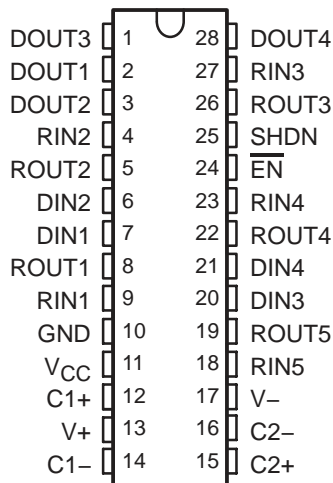 DOUT3 1 28 DOUT4
DOUT1 2 27 RIN3
DOUT2 3 26 ROUT3
RIN2 4 25 SHDN
ROUT2 5 24 E̅N̅
DIN2 6 23 RIN4
DIN1 7 22 ROUT4
ROUT1 8 21 DIN4
RIN1 9 20 DIN3
GND 10 19 ROUT5
VCC 11 18 RIN5
C1+ 12 17 V−
V+ 13 16 C2−
C1− 14 15 C2+